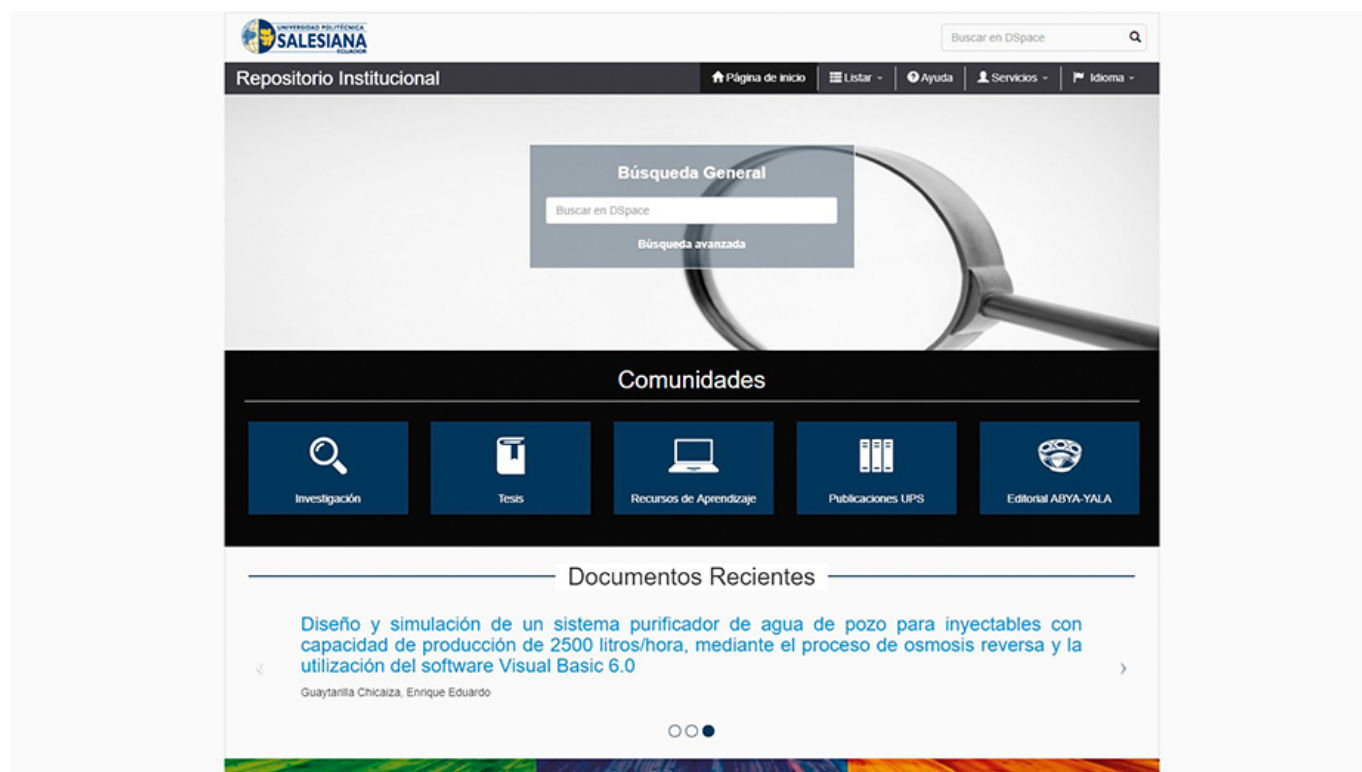 UNIVERSIDAD POLITÉCNICA
SALESIANA
ECUADOR
Buscar en DSpace
Repositorio Institucional
Página de inicio
Listar
Ayuda
Servicios
Idioma
Búsqueda General
Buscar en DSpace
Búsqueda avanzada
Comunidades
Investigación
Tesis
Recursos de Aprendizaje
Publicaciones UPS
Editorial ABYA-YALA
Documentos Recientes
Diseño y simulación de un sistema purificador de agua de pozo para inyectables con
capacidad de producción de 2500 litros/hora, mediante el proceso de osmosis reversa y la
utilización del software Visual Basic 6.0
Guaytarilla Chicaiza, Enrique Eduardo